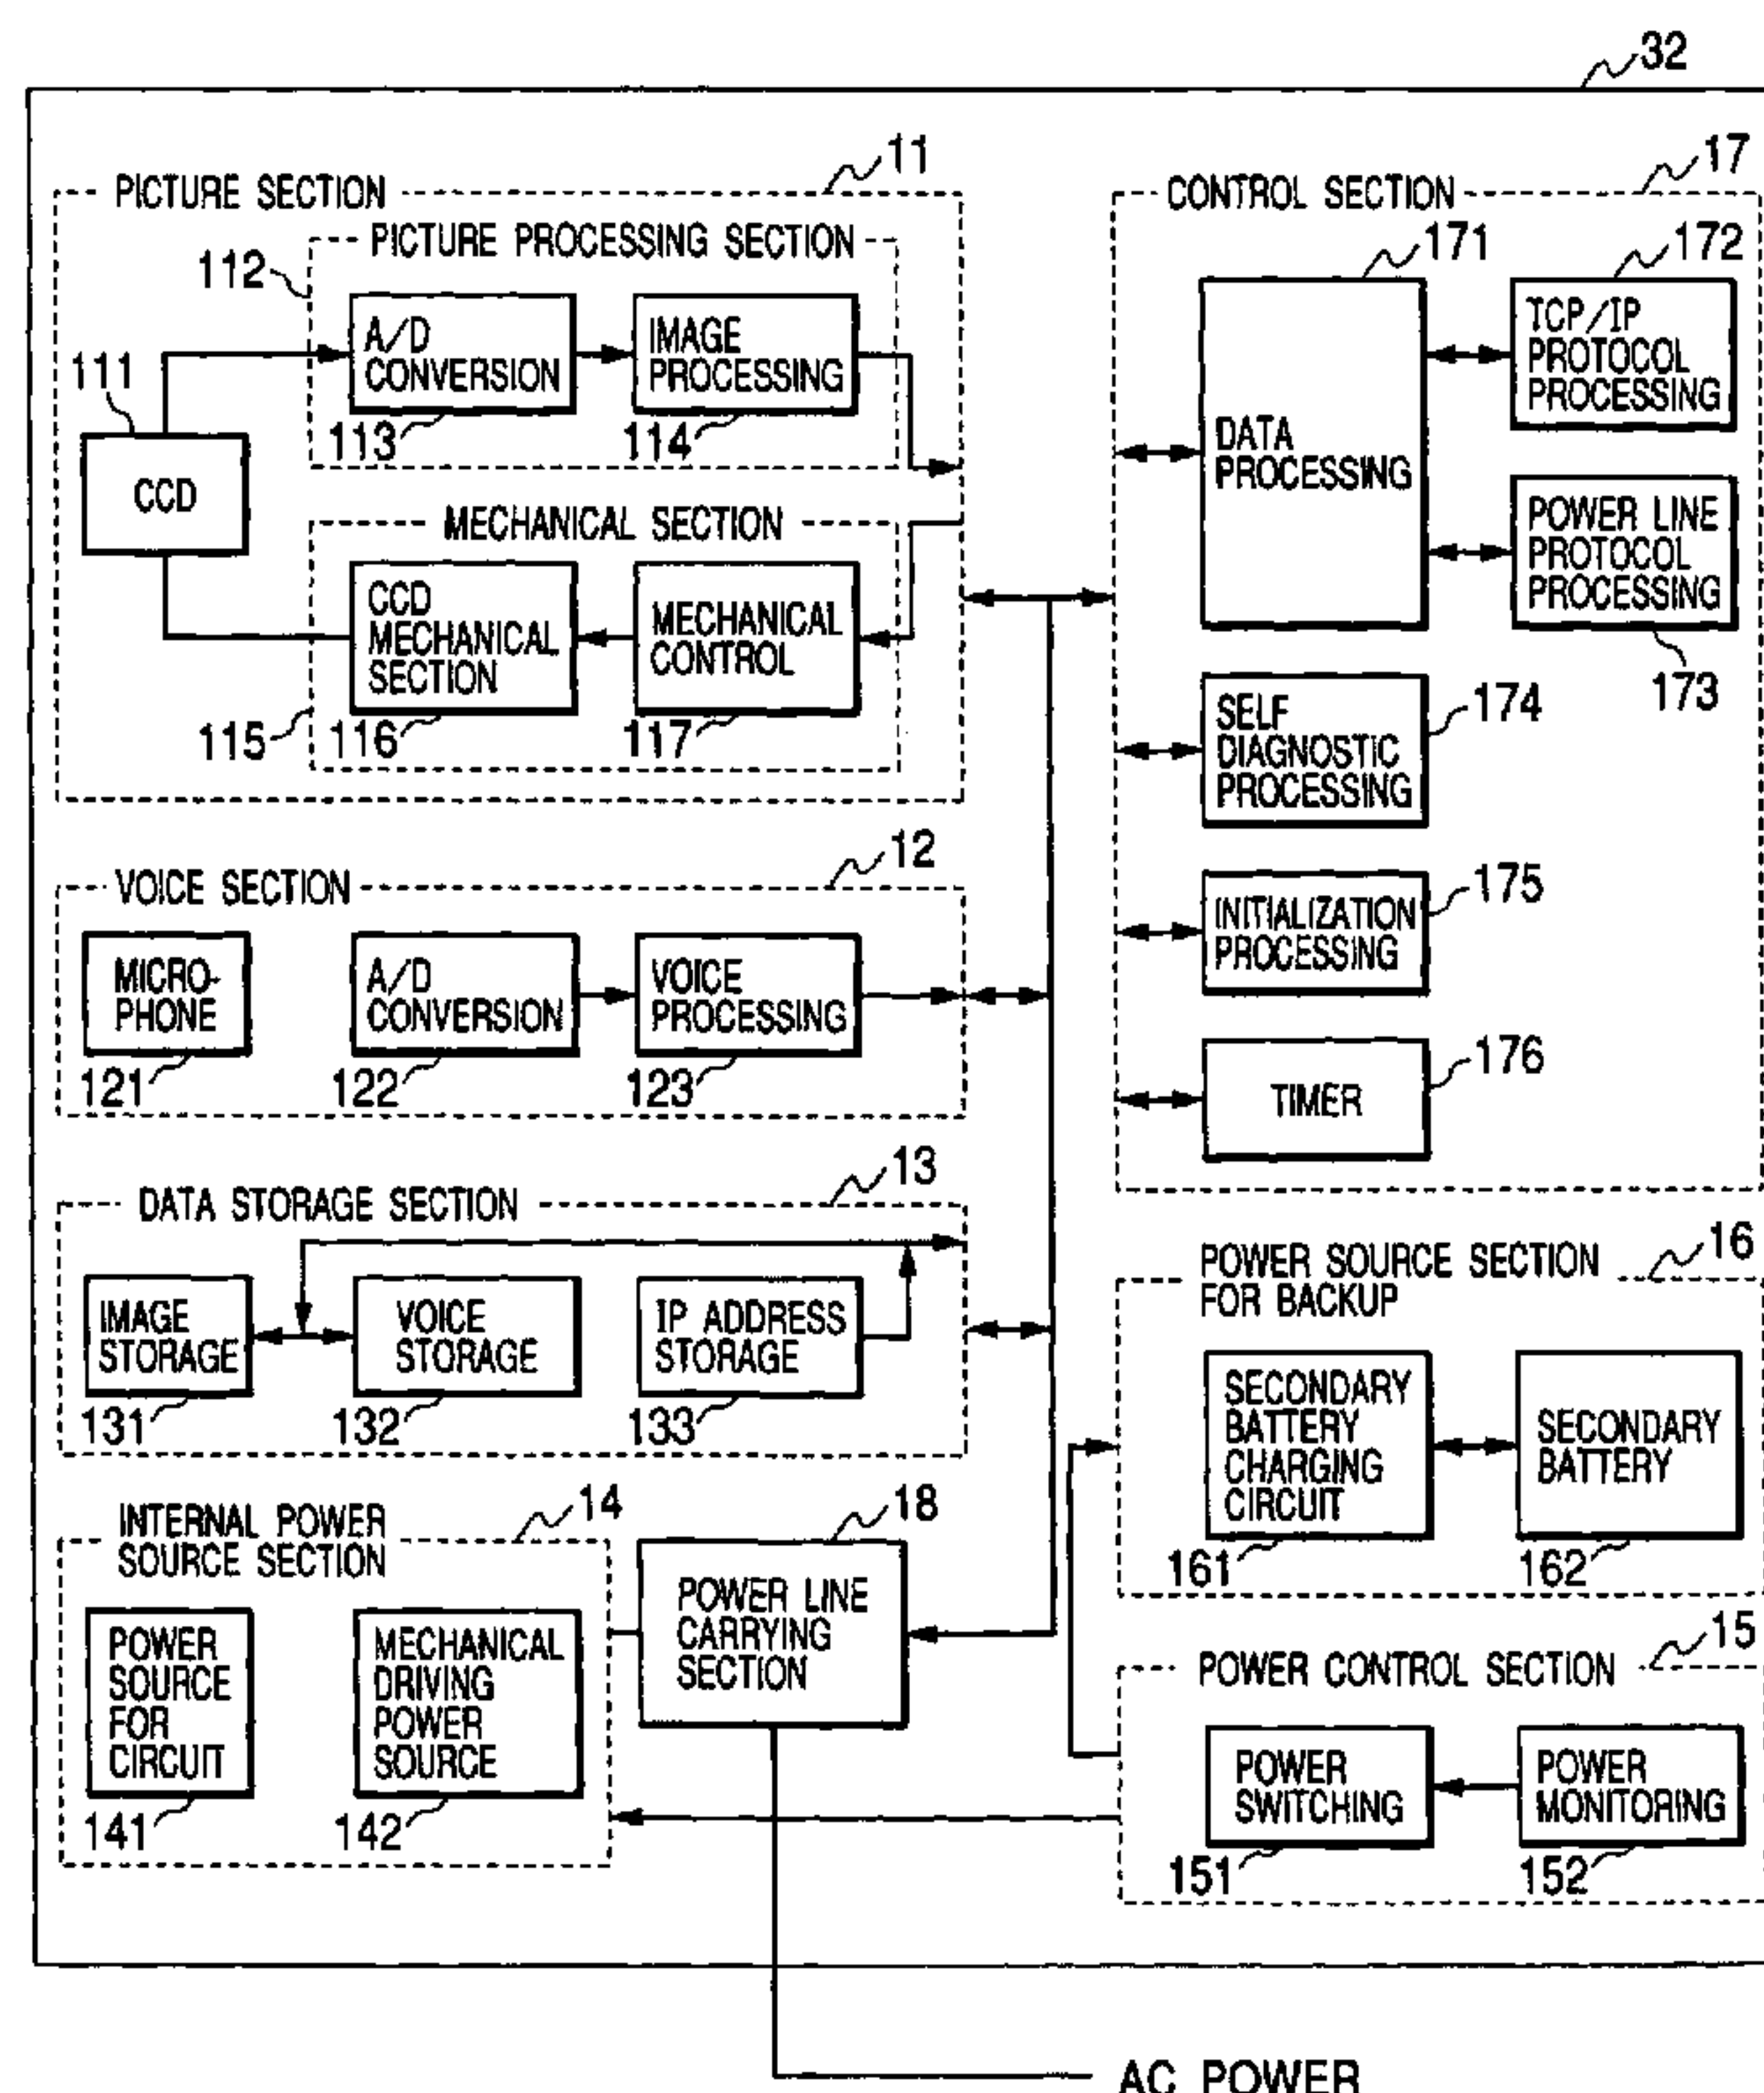 32
PICTURE SECTION
11
PICTURE PROCESSING SECTION
112
A/D
CONVERSION
113
IMAGE
PROCESSING
114
111
CCD
MECHANICAL SECTION
CCD
MECHANICAL
SECTION
MECHANICAL
CONTROL
115
116
117
VOICE SECTION
12
MICRO-
PHONE
121
A/D
CONVERSION
122
VOICE
PROCESSING
123
DATA STORAGE SECTION
13
IMAGE
STORAGE
131
VOICE
STORAGE
132
IP ADDRESS
STORAGE
133
INTERNAL POWER
SOURCE SECTION
14
POWER
SOURCE
FOR
CIRCUIT
141
MECHANICAL
DRIVING
POWER
SOURCE
142
18
POWER LINE
CARRYING
SECTION
CONTROL SECTION
17
171
DATA
PROCESSING
172
TCP/IP
PROTOCOL
PROCESSING
POWER LINE
PROTOCOL
PROCESSING
173
SELF
DIAGNOSTIC
PROCESSING
174
INITIALIZATION
PROCESSING
175
TIMER
176
POWER SOURCE SECTION
FOR BACKUP
16
SECONDARY
BATTERY
CHARGING
CIRCUIT
161
SECONDARY
BATTERY
162
POWER CONTROL SECTION
15
POWER
SWITCHING
151
POWER
MONITORING
152
AC POWER